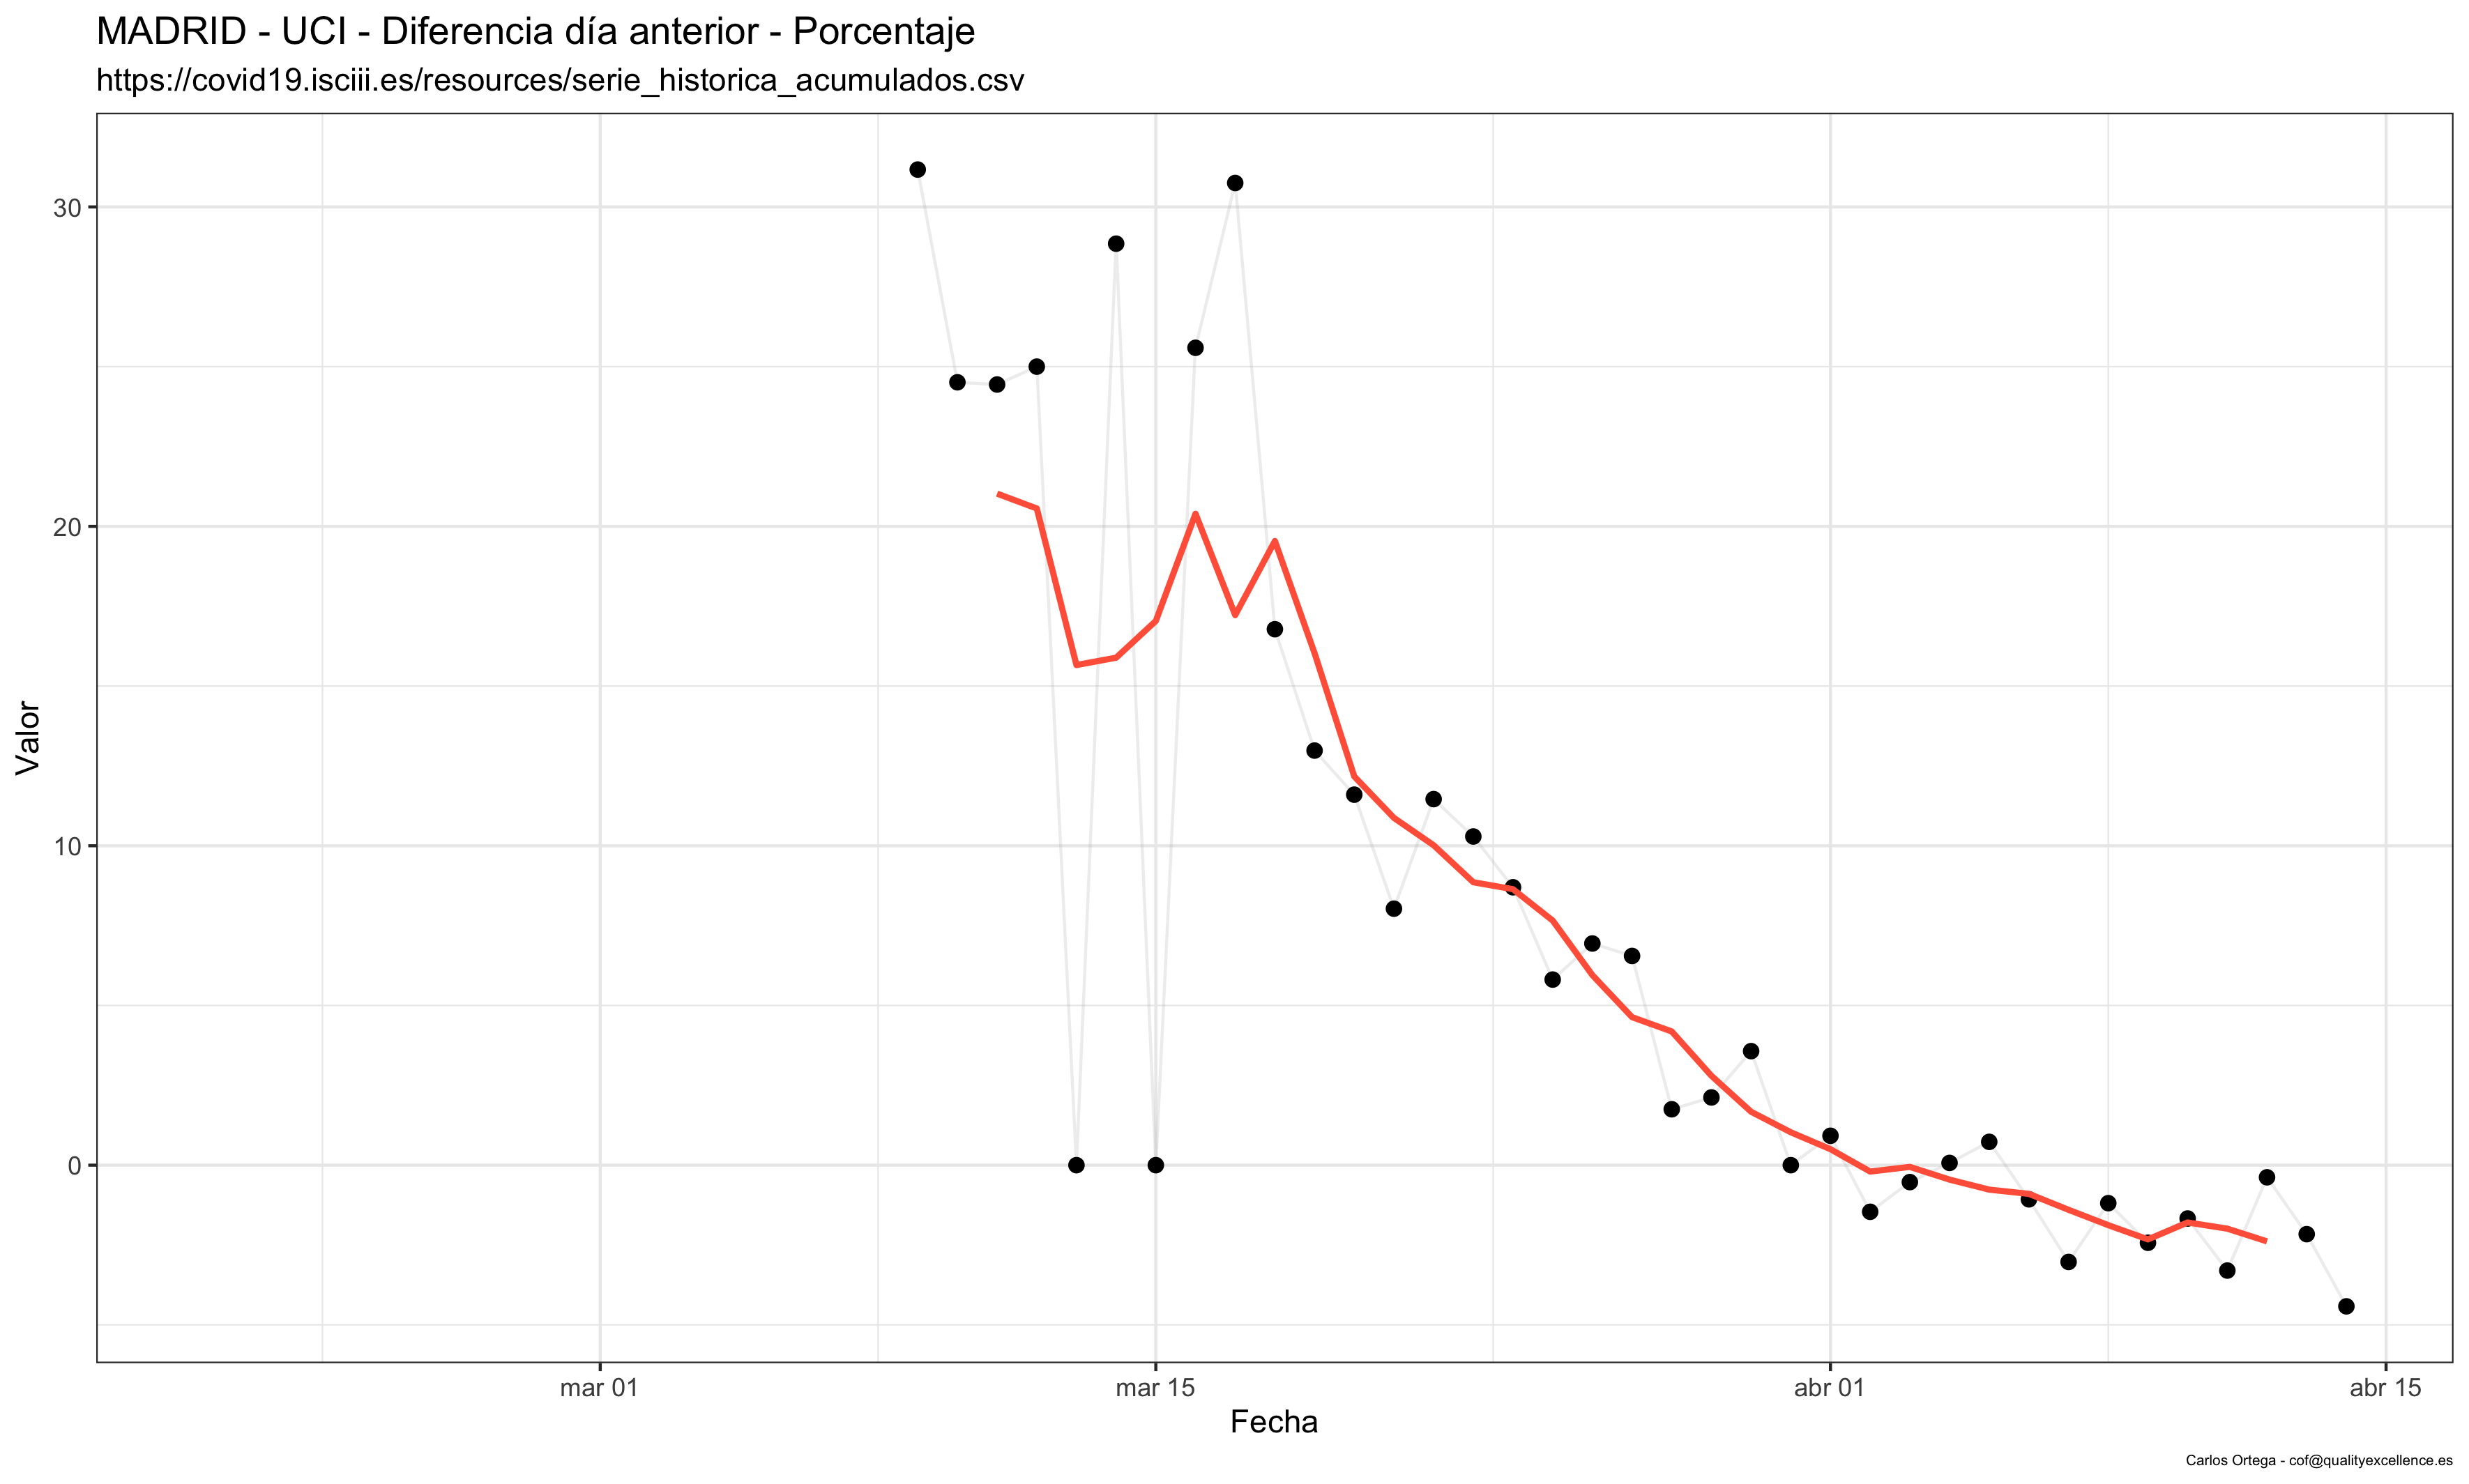 MADRID - UCI - Diferencia día anterior - Porcentaje
https://covid19.isciii.es/resources/serie_historica_acumulados.csv
30
20
10
0
Valor
mar 01
mar 15
abr 01
abr 15
Fecha
Carlos Ortega - cof@qualityexcellence.es